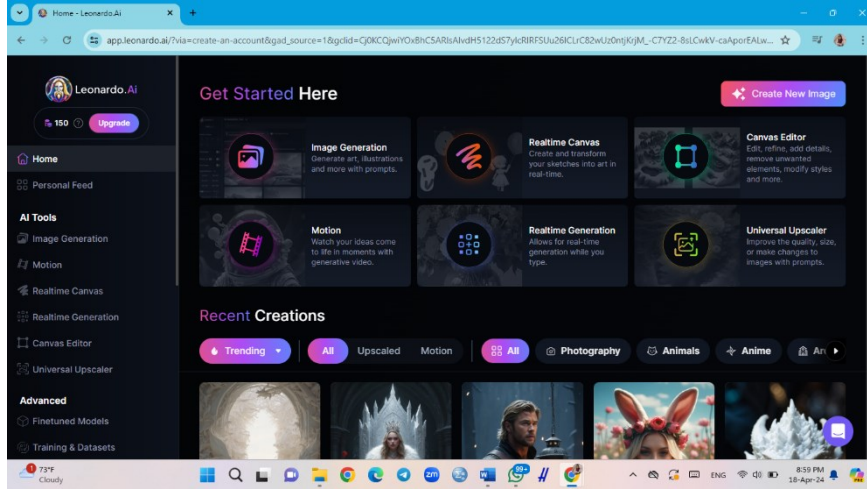 Home - Leonardo.Ai
app.leonardo.ai/?via=create-an-account&gad_source=1&gclid=
Leonardo.Ai
150
Upgrade
Home
Personal Feed
AI Tools
Image Generation
Motion
Realtime Canvas
Realtime Generation
Canvas Editor
Universal Upscaler
Advanced
Finetuned Models
Training & Datasets
Get Started Here
Create New Image
Image Generation
Generate art, illustrations
and more with prompts.
Realtime Canvas
Create and transform
your sketches into art in
real-time.
Canvas Editor
Edit, refine, add details,
remove unwanted
elements, modify styles
and more.
Motion
Watch your ideas come
to life in moments with
generative video.
Realtime Generation
Allows for real-time
generation while you
type.
Universal Upscaler
Improve the quality, size,
or make changes to
images with prompts.
Recent Creations
Trending
All Upscaled Motion
All Photography Animals Anime
73°F
Cloudy
99+
ENG
8:59 PM
18-Apr-24